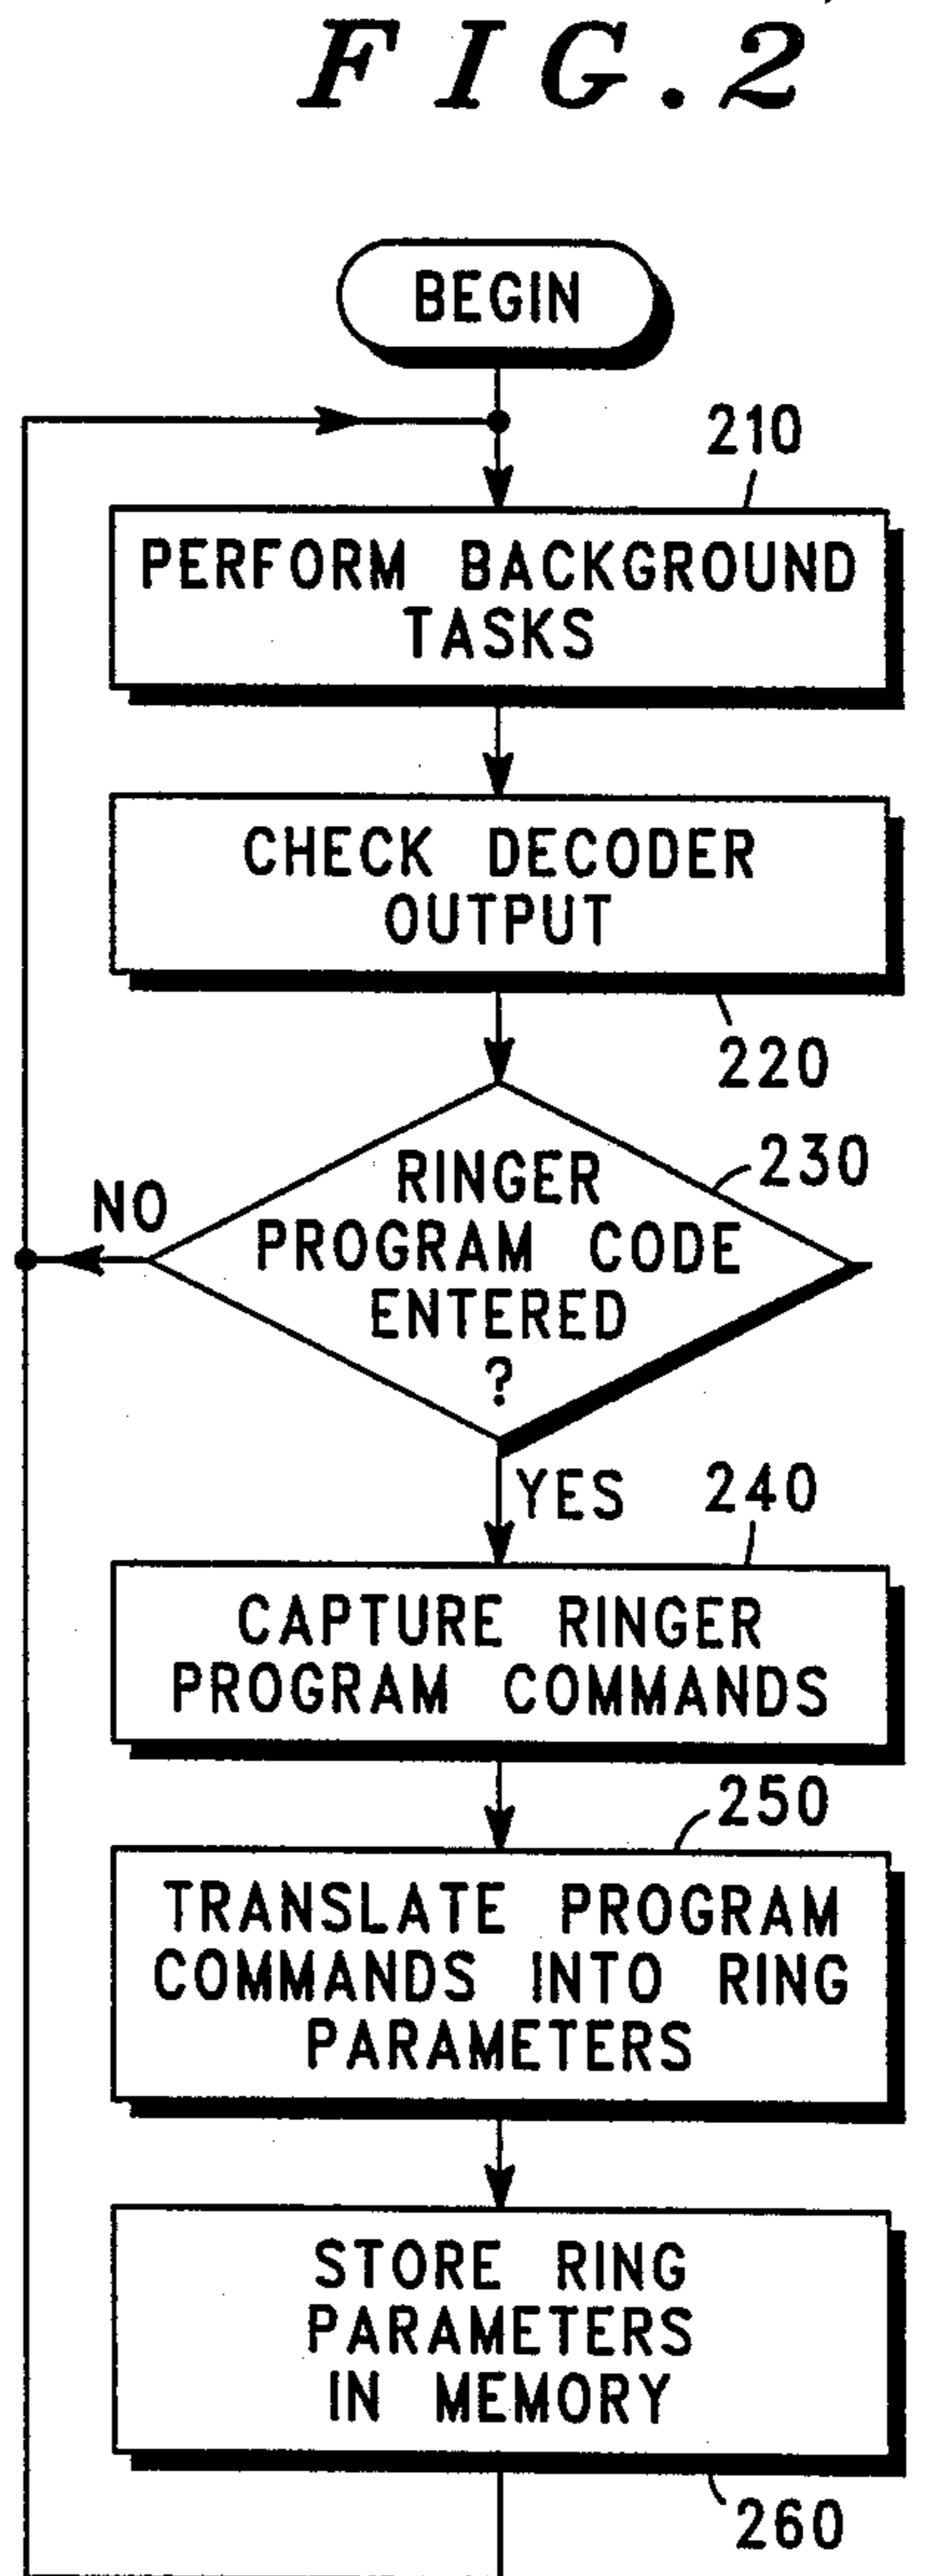 FIG.2
BEGIN
210
PERFORM BACKGROUND
TASKS
CHECK DECODER
OUTPUT
220
230
RINGER
PROGRAM CODE
ENTERED
?
NO
YES
240
CAPTURE RINGER
PROGRAM COMMANDS
250
TRANSLATE PROGRAM
COMMANDS INTO RING
PARAMETERS
STORE RING
PARAMETERS
IN MEMORY
260